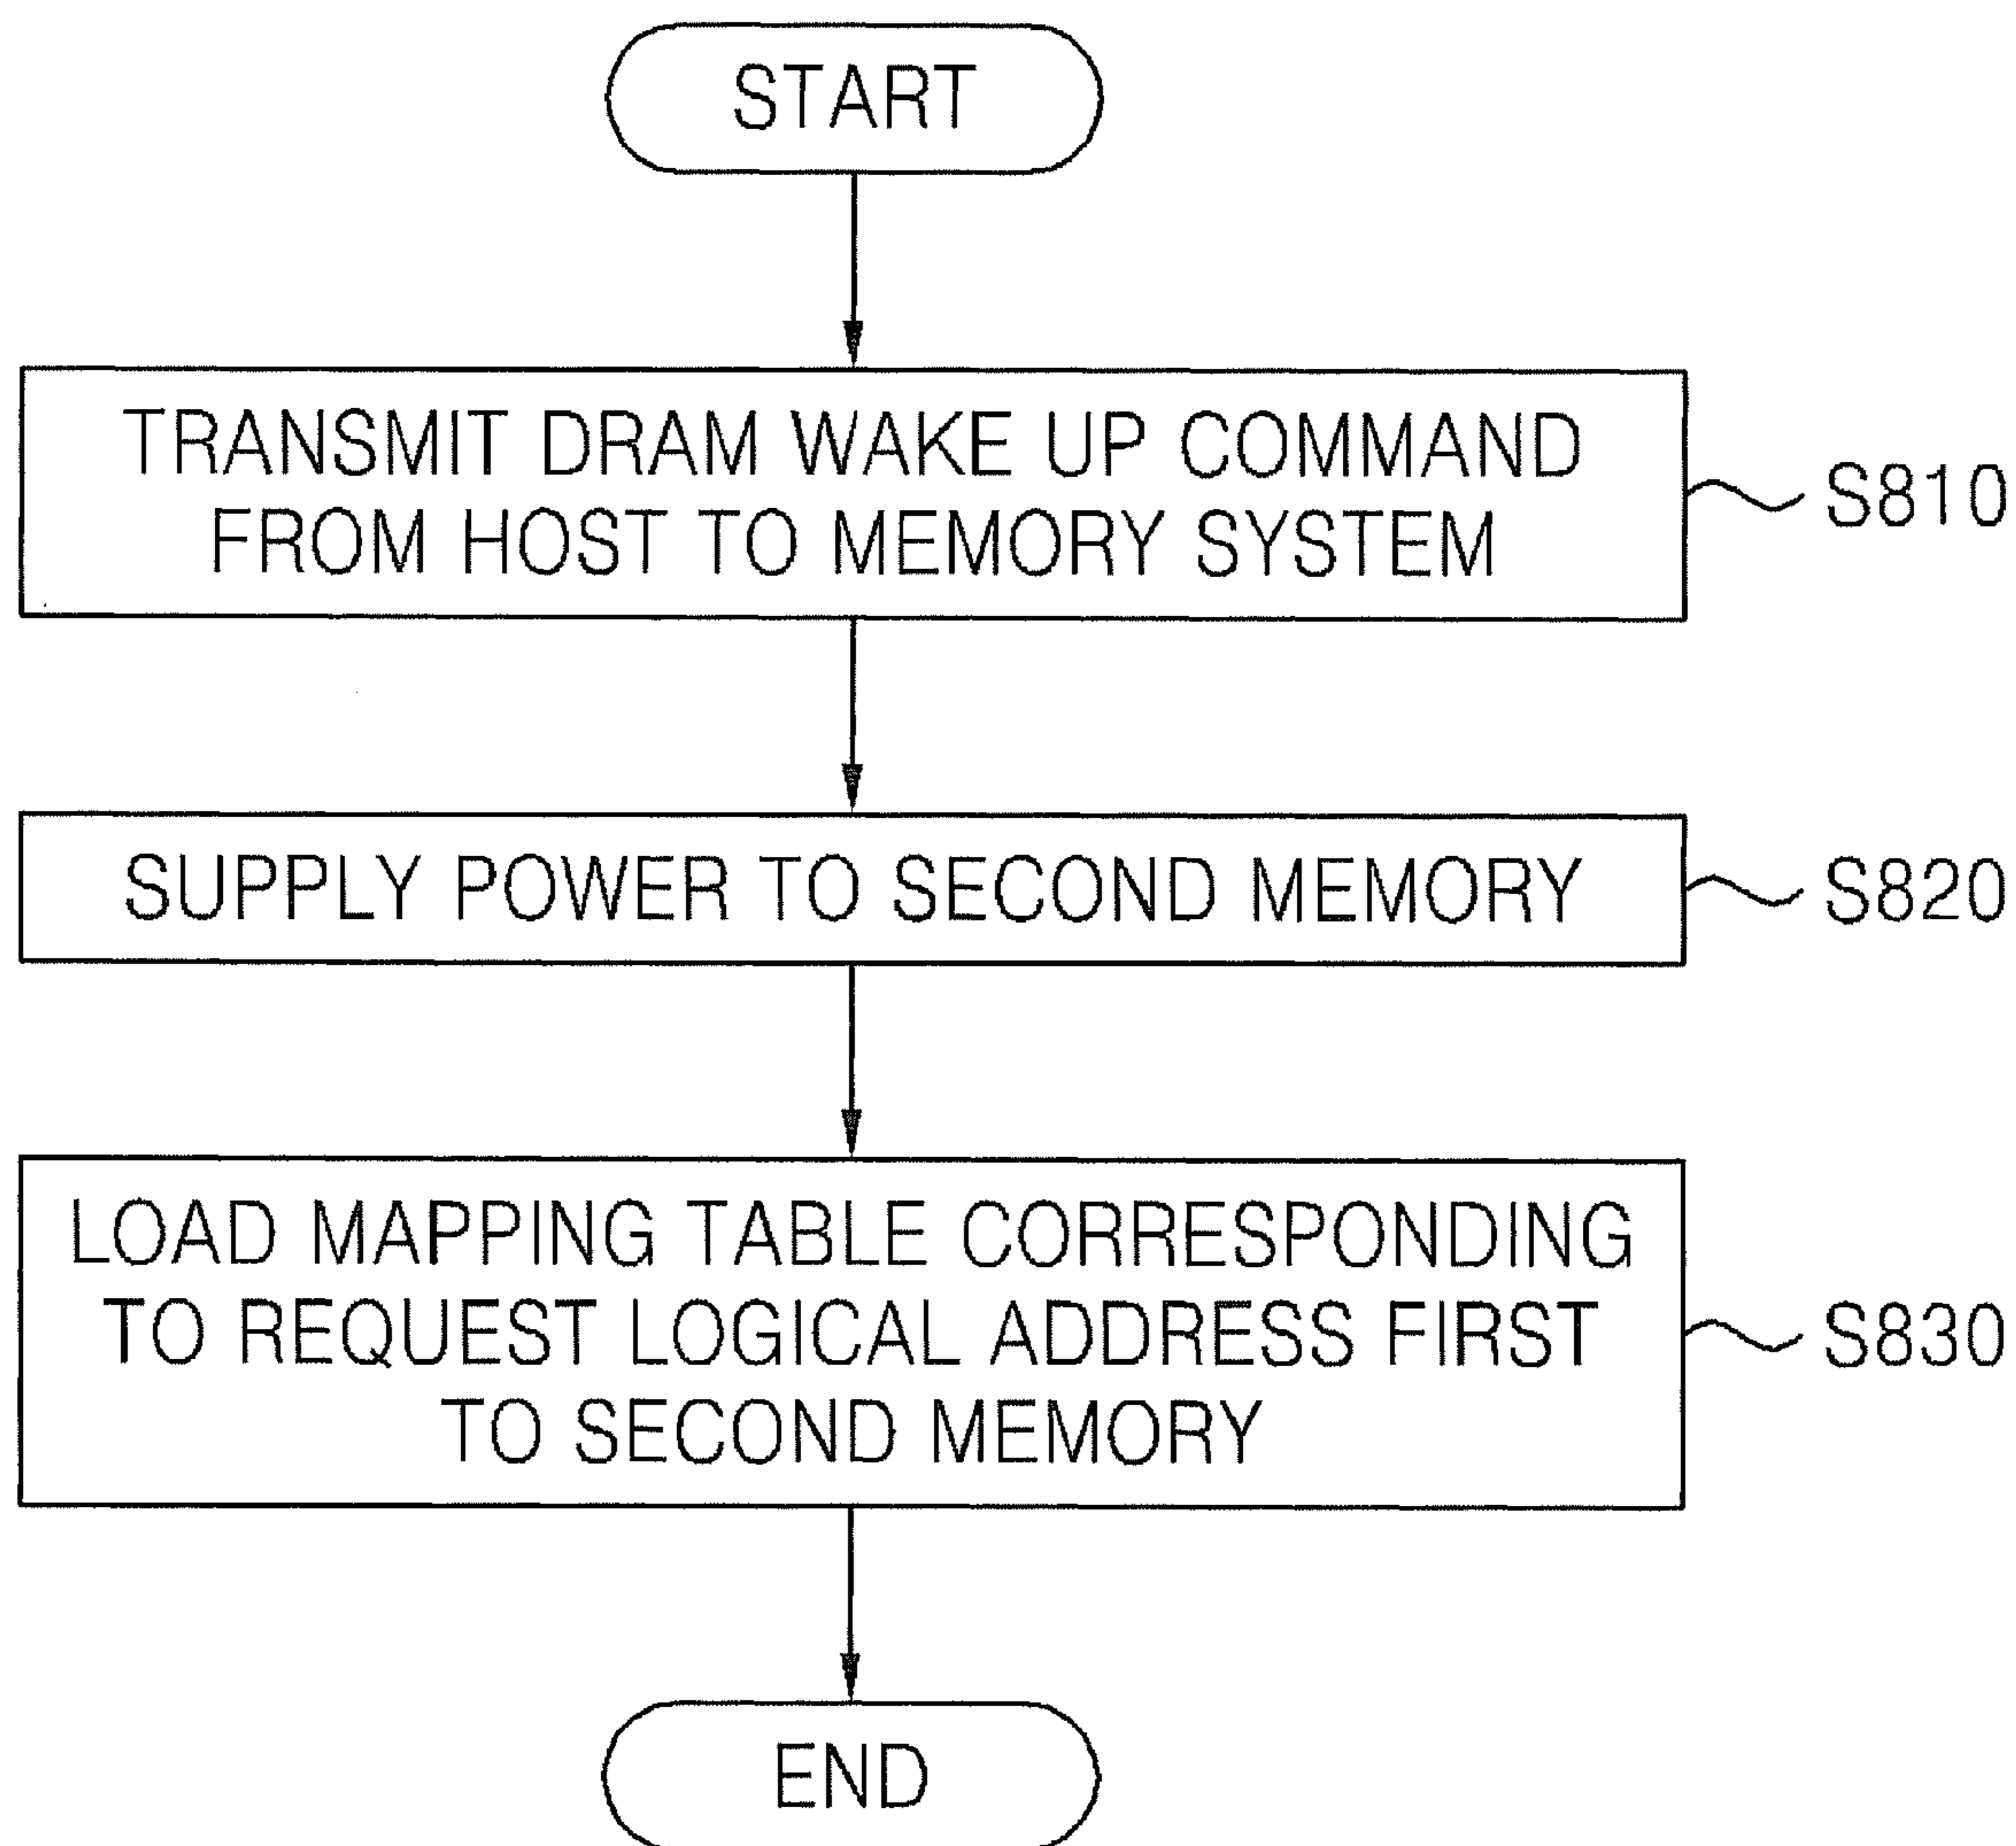 START
TRANSMIT DRAM WAKE UP COMMAND
FROM HOST TO MEMORY SYSTEM
S810
SUPPLY POWER TO SECOND MEMORY
S820
LOAD MAPPING TABLE CORRESPONDING
TO REQUEST LOGICAL ADDRESS FIRST
TO SECOND MEMORY
S830
END